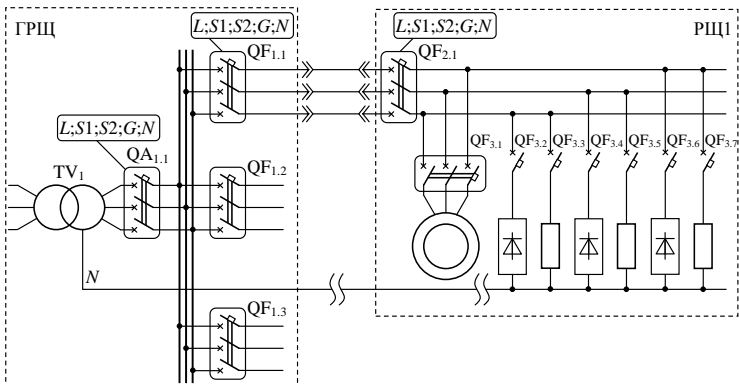 ГРЩ
L;S1;S2;G;N
QF1.1
L;S1;S2;G;N
QF2.1
РЩ1
L;S1;S2;G;N
QA1.1
TV1
QF1.2
QF3.1
QF3.2
QF3.3
QF3.4
QF3.5
QF3.6
QF3.7
N
QF1.3